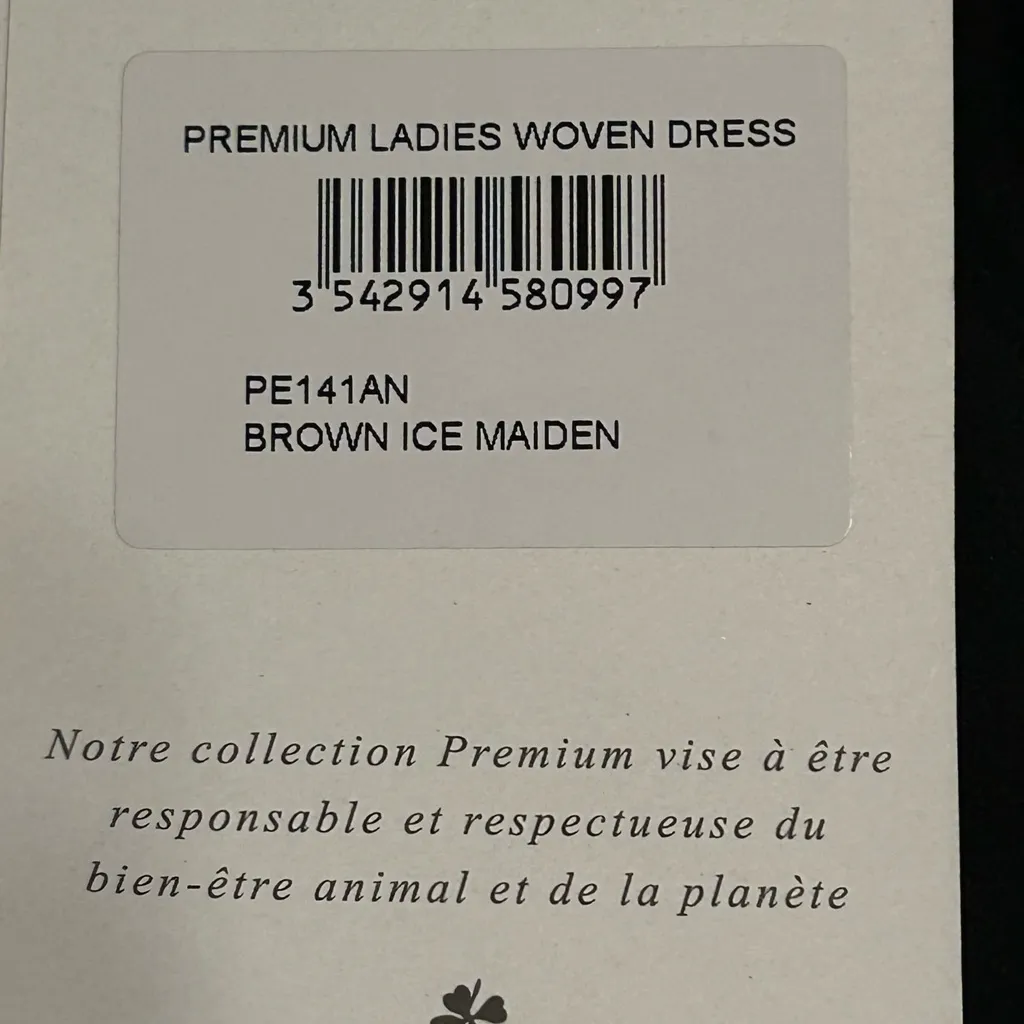 PREMIUM LADIES WOVEN DRESS
3 542914 580997
PE141AN
BROWN ICE MAIDEN
Notre collection Premium vise à être
responsable et respectueuse du
bien-être animal et de la planète